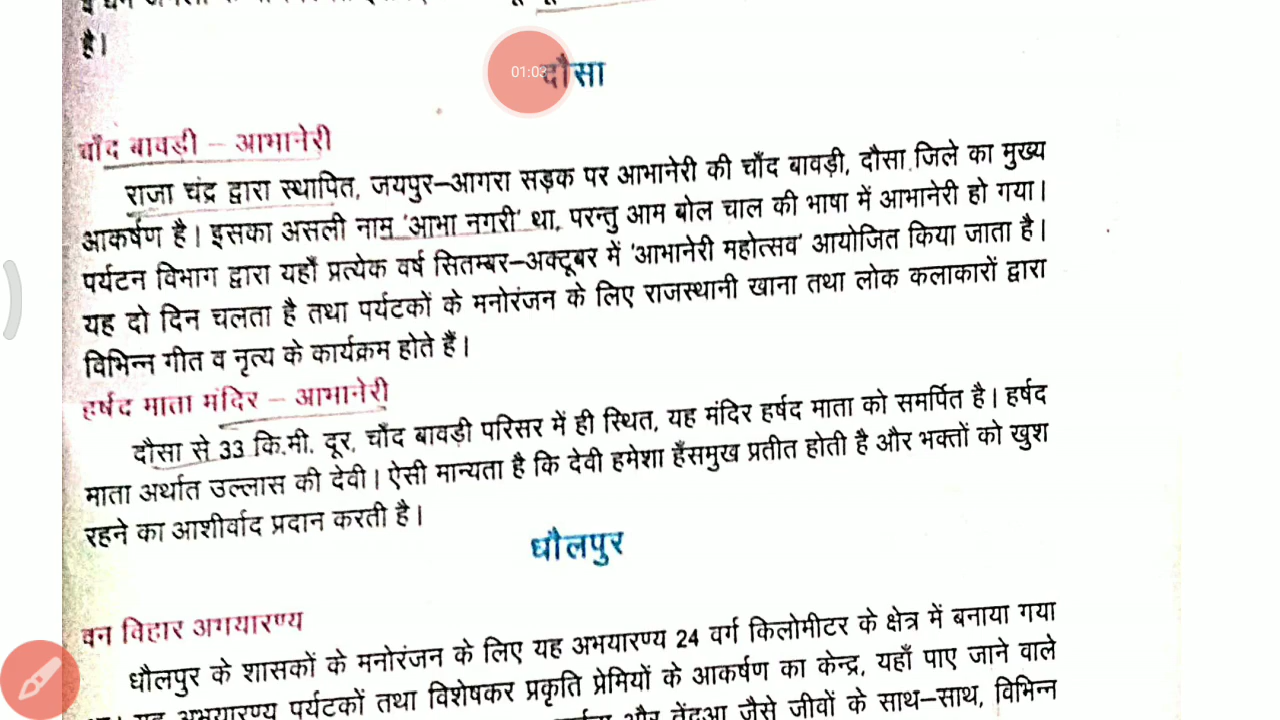 है।
01:03
दौसा
चाँद बावड़ी – आभानेरी
राजा चंद्र द्वारा स्थापित, जयपुर–आगरा सड़क पर आभानेरी की चाँद बावड़ी, दौसा जिले का मुख्य
आकर्षण है। इसका असली नाम 'आभा नगरी' था, परन्तु आम बोल चाल की भाषा में आभानेरी हो गया।
पर्यटन विभाग द्वारा यहाँ प्रत्येक वर्ष सितम्बर–अक्टूबर में 'आभानेरी महोत्सव' आयोजित किया जाता है।
यह दो दिन चलता है तथा पर्यटकों के मनोरंजन के लिए राजस्थानी खाना तथा लोक कलाकारों द्वारा
विभिन्न गीत व नृत्य के कार्यक्रम होते हैं।
हर्षद माता मंदिर – आभानेरी
दौसा से 33 कि.मी. दूर, चाँद बावड़ी परिसर में ही स्थित, यह मंदिर हर्षद माता को समर्पित है। हर्षद
माता अर्थात उल्लास की देवी। ऐसी मान्यता है कि देवी हमेशा हँसमुख प्रतीत होती है और भक्तों को खुश
रहने का आशीर्वाद प्रदान करती है।
धौलपुर
वन विहार अभयारण्य
धौलपुर के शासकों के मनोरंजन के लिए यह अभयारण्य 24 वर्ग किलोमीटर के क्षेत्र में बनाया गया
यह अभयारण्य पर्यटकों तथा विशेषकर प्रकृति प्रेमियों के आकर्षण का केन्द्र, यहाँ पाए जाने वाले
और तेंदुआ जैसे जीवों के साथ–साथ, विभिन्न